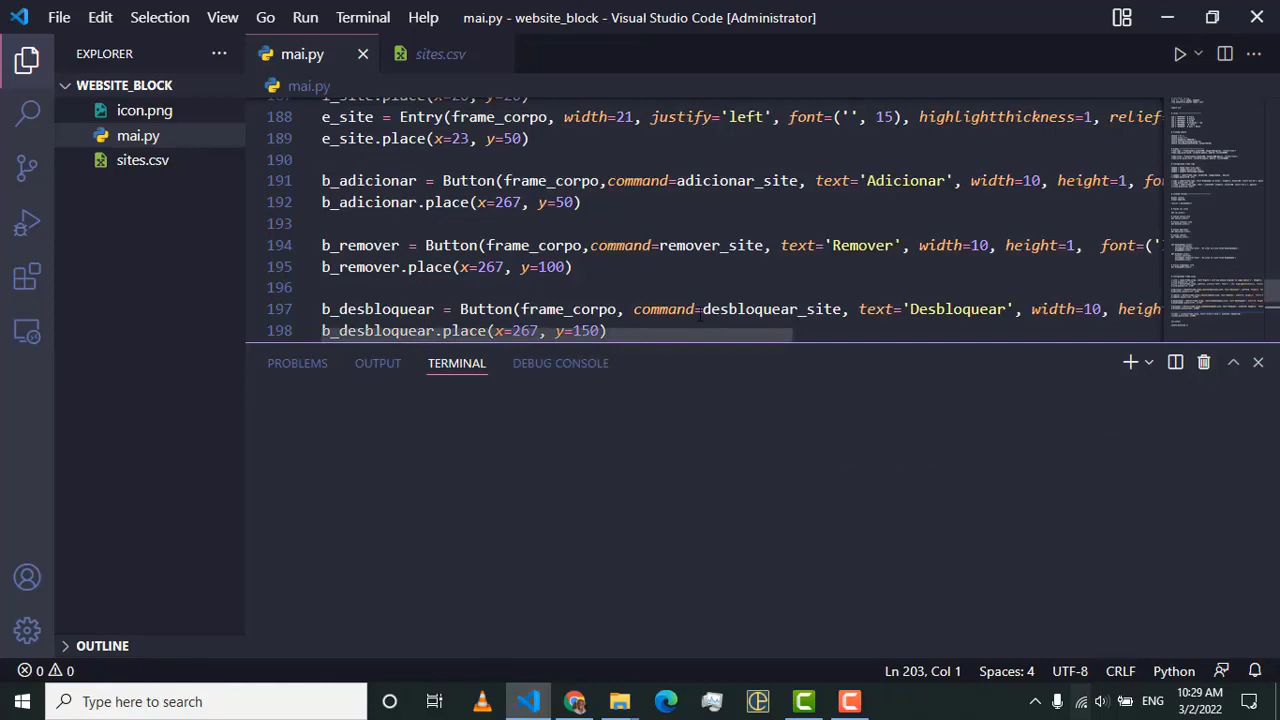 File Edit Selection View Go Run Terminal Help mai.py - website_block - Visual Studio Code [Administrator]
EXPLORER
mai.py
sites.csv
WEBSITE_BLOCK
mai.py
icon.png
mai.py
sites.csv
188 e_site = Entry(frame_corpo, width=21, justify='left', font=('', 15), highlightthickness=1, relief
189 e_site.place(x=23, y=50)
190
191 b_adicionar = Button(frame_corpo,command=adicionar_site, text='Adicionar', width=10, height=1, fo
192 b_adicionar.place(x=267, y=50)
193
194 b_remover = Button(frame_corpo,command=remover_site, text='Remover', width=10, height=1, font=('
195 b_remover.place(x=267, y=100)
196
197 b_desbloquear = Button(frame_corpo, command=desbloquear_site, text='Desbloquear', width=10, heigh
198 b_desbloquear.place(x=267, y=150)
PROBLEMS OUTPUT TERMINAL DEBUG CONSOLE
OUTLINE
0 0 Ln 203, Col 1 Spaces: 4 UTF-8 CRLF Python
Type here to search
ENG
10:29 AM
3/2/2022